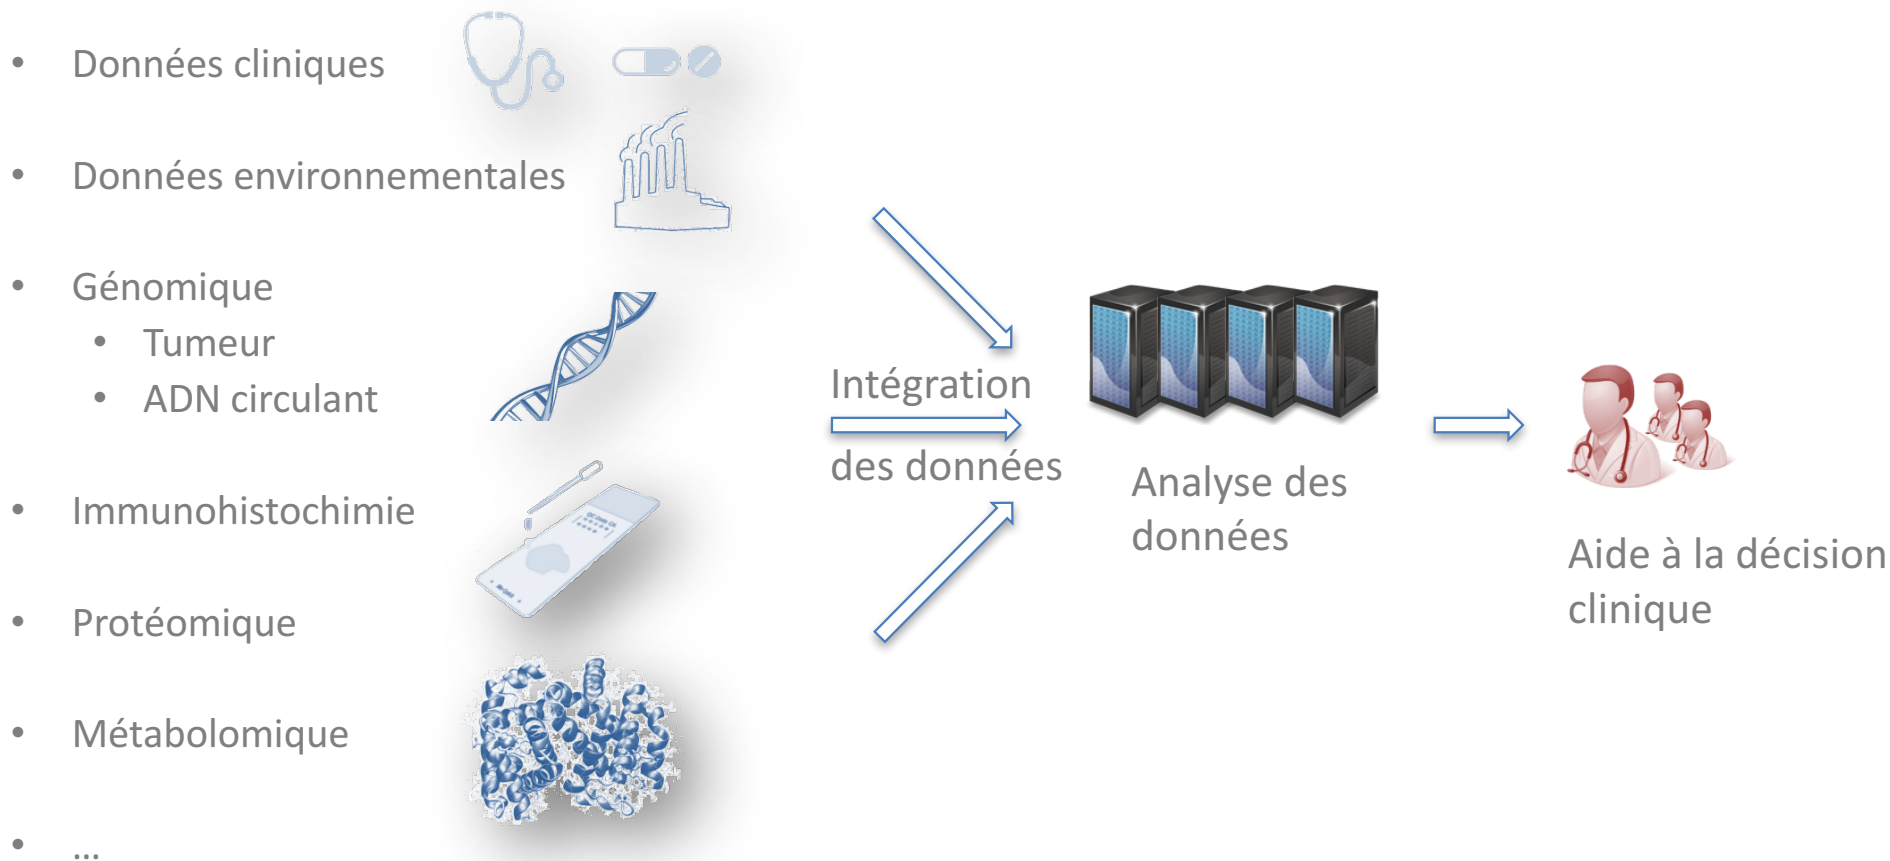 • Données cliniques
• Données environnementales
• Génomique
• Tumeur
• ADN circulant
• Immunohistochimie
• Protéomique
• Métabolomique
• ...
Intégration
des données
Analyse des
données
Aide à la décision
clinique